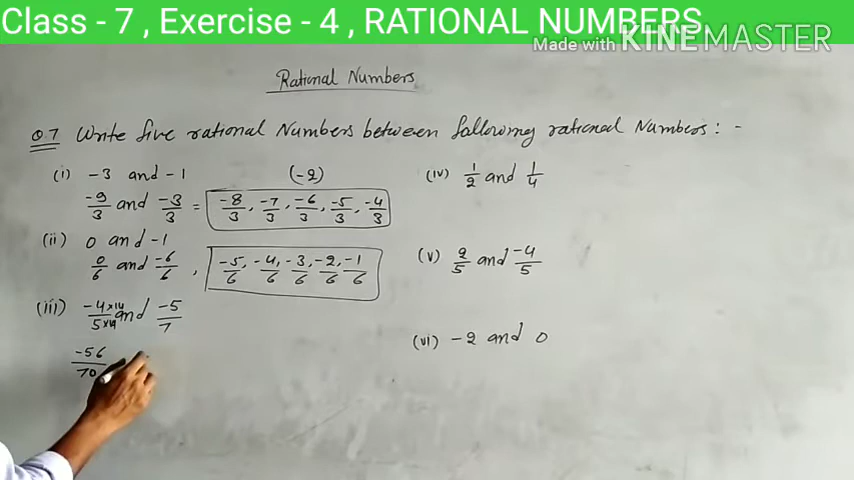 Class - 7 , Exercise - 4 , RATIONAL NUMBERS
Made with KINEMASTER
Rational Numbers
Q7 Write five rational Numbers between following rational Numbers : -
(i) -3 and -1 (-2)
-9/3 and -3/3 = -8/3, -7/3, -6/3, -5/3, -4/3
(ii) 0 and -1
0/6 and -6/6 , -5/6, -4/6, -3/6, -2/6, -1/6
(iii) -4×14/5×14 and -5/7
-56/70
(iv) 1/2 and 1/4
(v) 2/5 and -4/5
(vi) -2 and 0